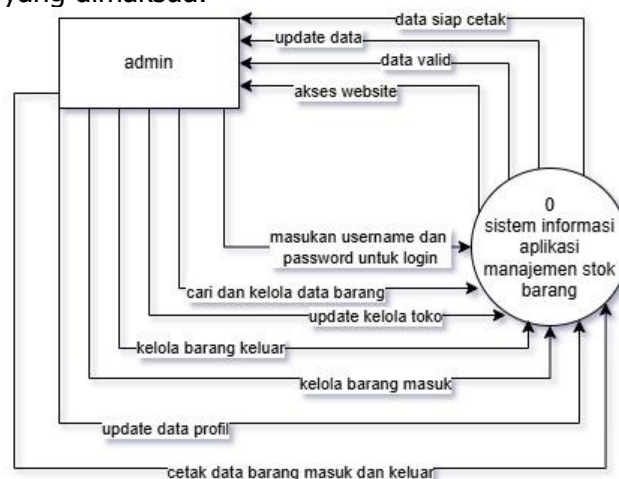 yang dimaksud.
data siap cetak
update data
admin
data valid
akses website
0
sistem informasi
aplikasi
manajemen stok
barang
masukan username dan
password untuk login
cari dan kelola data barang
update kelola toko
kelola barang keluar
kelola barang masuk
update data profil
cetak data barang masuk dan keluar